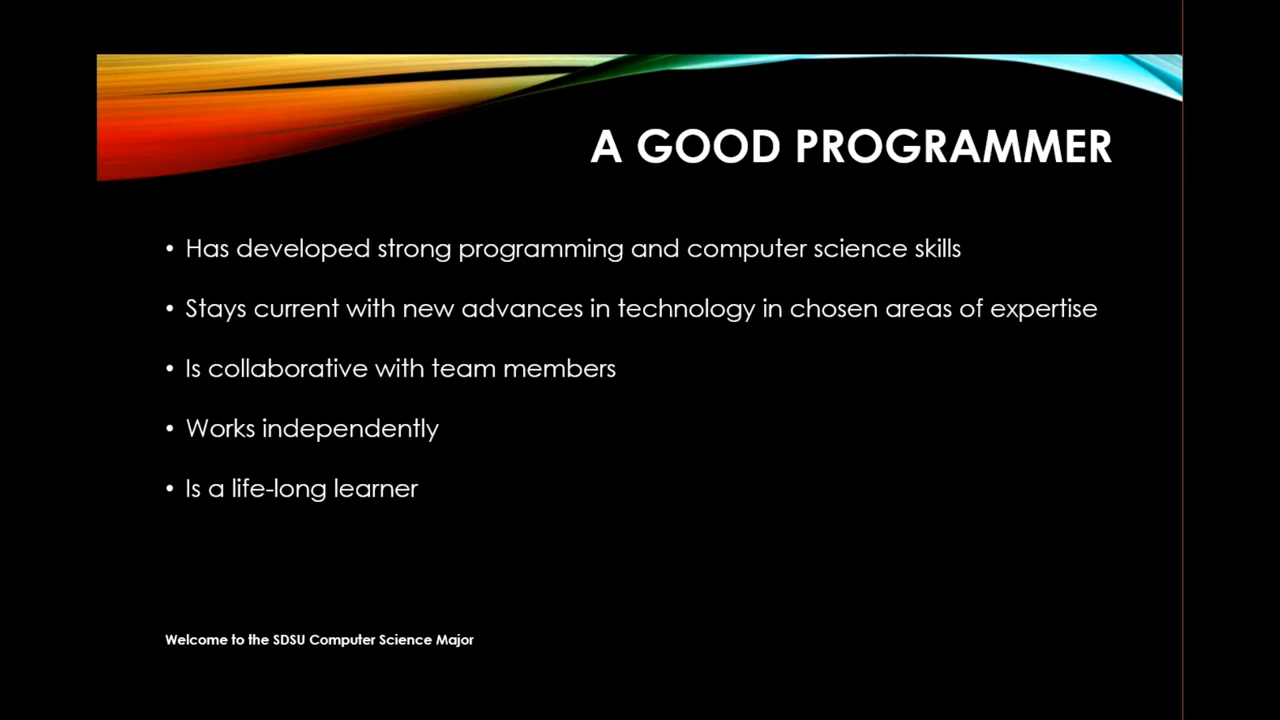 A GOOD PROGRAMMER
• Has developed strong programming and computer science skills
• Stays current with new advances in technology in chosen areas of expertise
• Is collaborative with team members
• Works independently
• Is a life-long learner
Welcome to the SDSU Computer Science Major